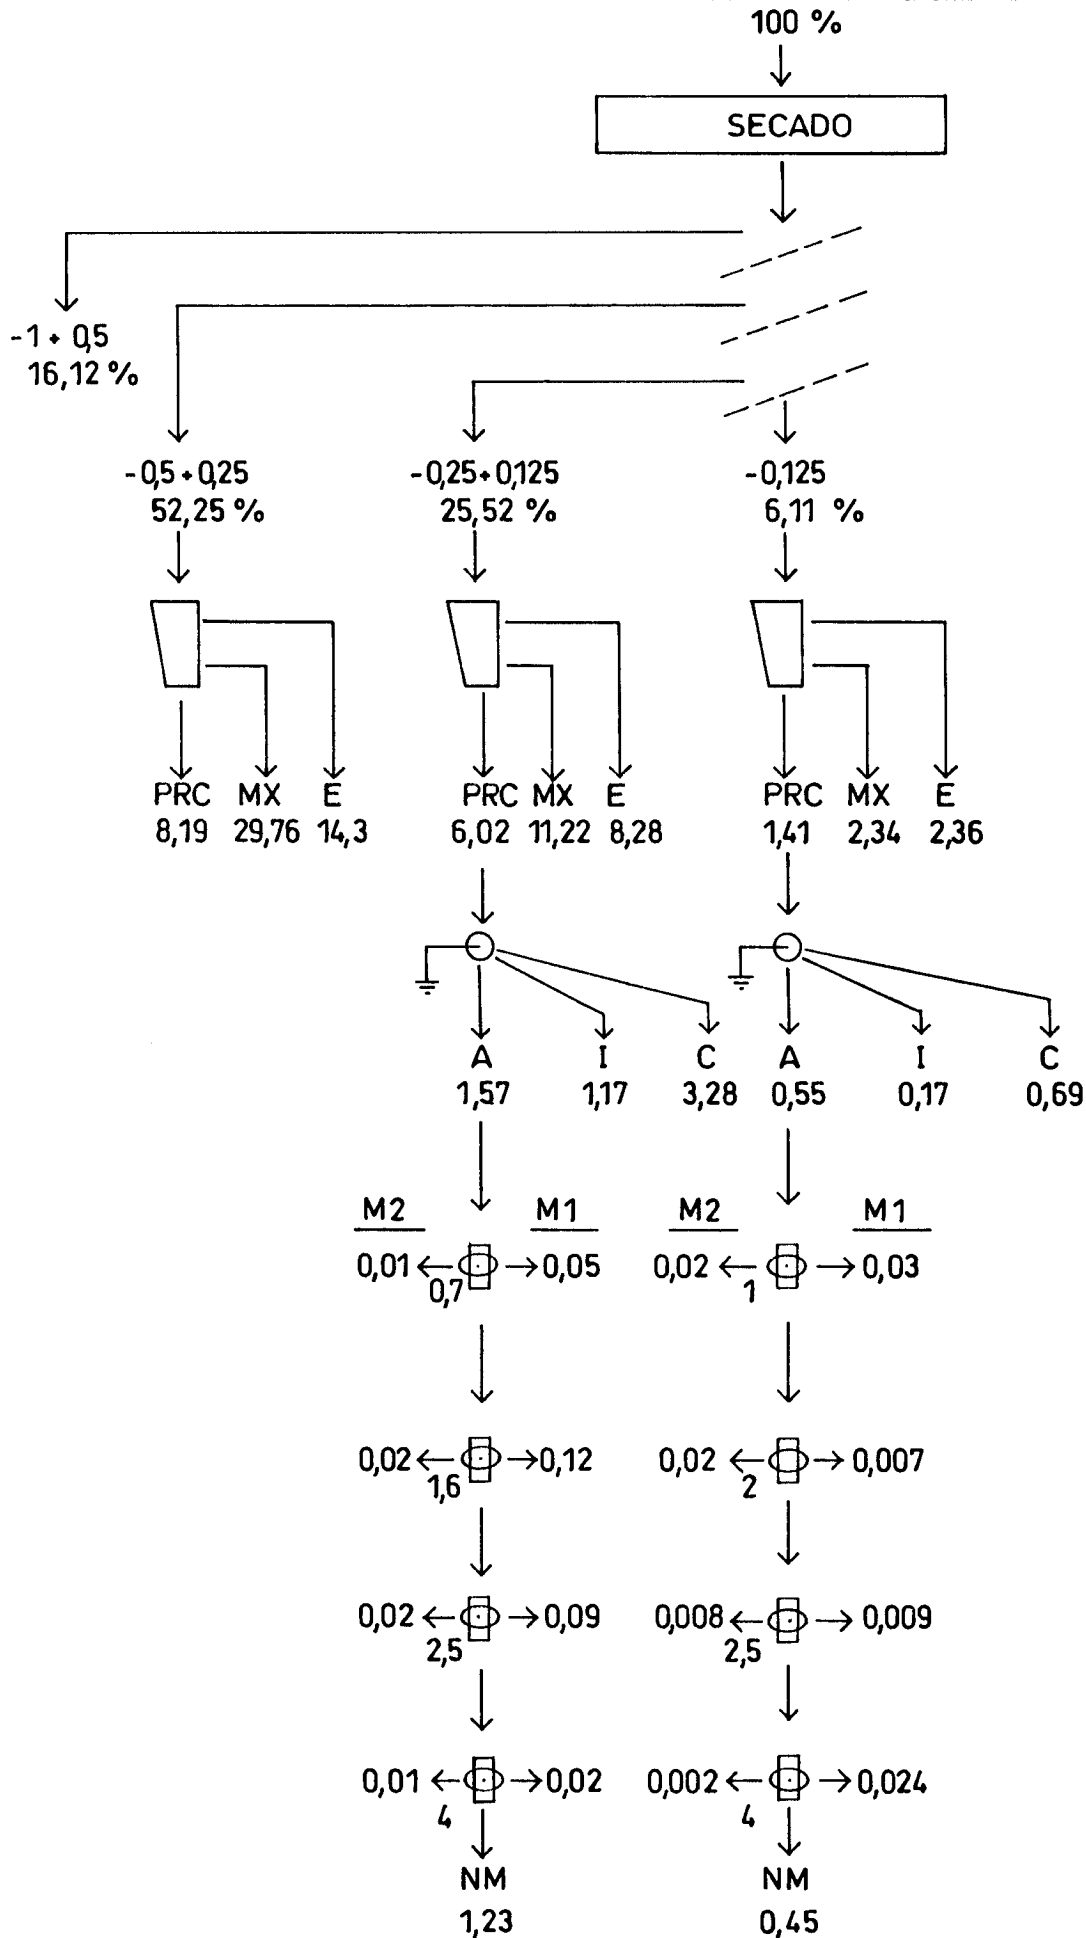 100 %
SECADO
-1 + 0,5
16,12 %
-0,5 + 0,25
52,25 %
-0,25 + 0,125
25,52 %
-0,125
6,11 %
PRC MX E
8,19 29,76 14,3
PRC MX E
6,02 11,22 8,28
PRC MX E
1,41 2,34 2,36
A I C
1,57 1,17 3,28
A I C
0,55 0,17 0,69
M2 M1
0,01 0,05
0,7
0,02 0,12
1,6
0,02 0,09
2,5
0,01 0,02
4
NM
1,23
M2 M1
0,02 0,03
1
0,02 0,007
2
0,008 0,009
2,5
0,002 0,024
4
NM
0,45